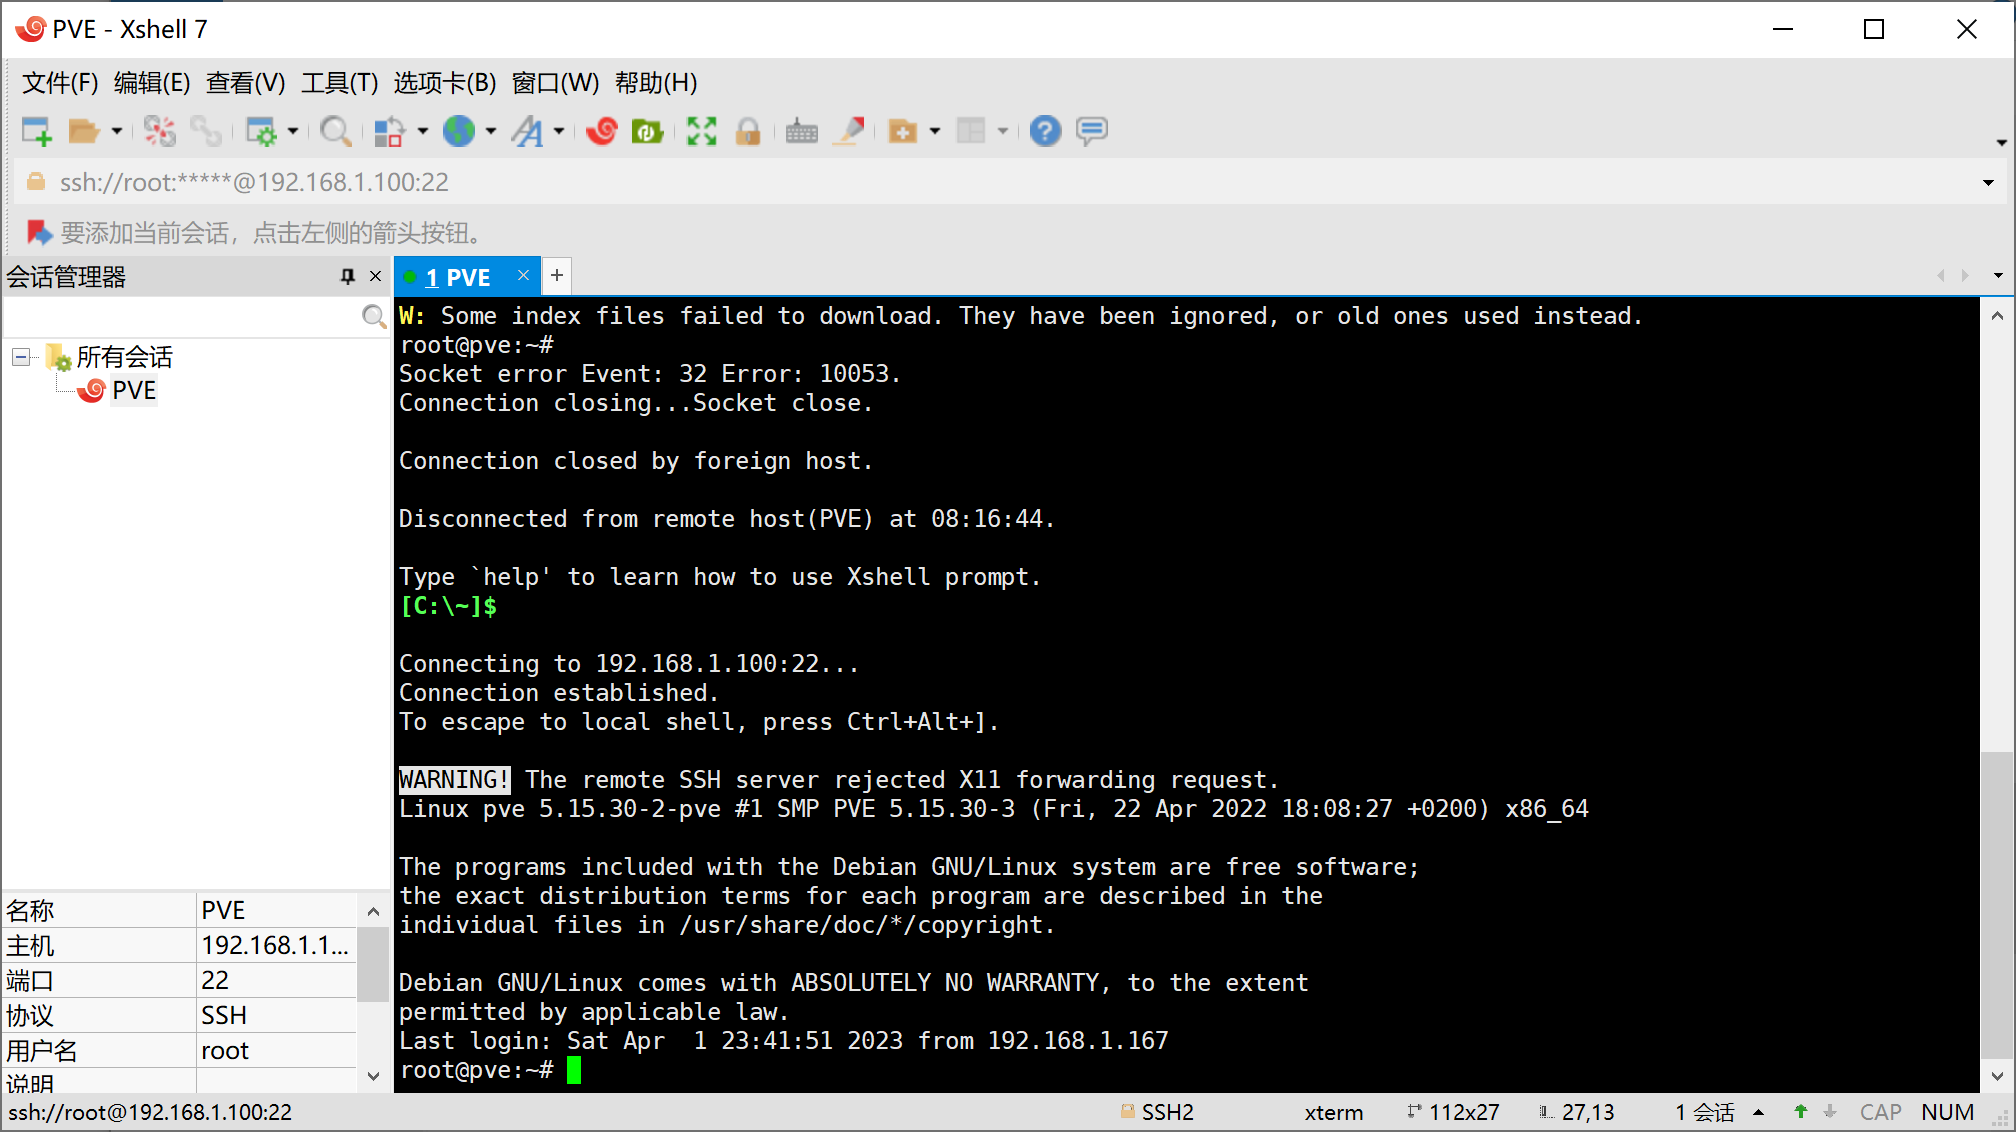 PVE - Xshell 7
文件(F) 编辑(E) 查看(V) 工具(T) 选项卡(B) 窗口(W) 帮助(H)
ssh://root:*****@192.168.1.100:22
要添加当前会话，点击左侧的箭头按钮。
会话管理器
1 PVE
+
所有会话
PVE
名称 PVE
主机 192.168.1.1...
端口 22
协议 SSH
用户名 root
说明
W: Some index files failed to download. They have been ignored, or old ones used instead.
root@pve:~#
Socket error Event: 32 Error: 10053.
Connection closing...Socket close.
Connection closed by foreign host.
Disconnected from remote host(PVE) at 08:16:44.
Type `help' to learn how to use Xshell prompt.
[C:\~]$
Connecting to 192.168.1.100:22...
Connection established.
To escape to local shell, press Ctrl+Alt+].
WARNING! The remote SSH server rejected X11 forwarding request.
Linux pve 5.15.30-2-pve #1 SMP PVE 5.15.30-3 (Fri, 22 Apr 2022 18:08:27 +0200) x86_64
The programs included with the Debian GNU/Linux system are free software;
the exact distribution terms for each program are described in the
individual files in /usr/share/doc/*/copyright.
Debian GNU/Linux comes with ABSOLUTELY NO WARRANTY, to the extent
permitted by applicable law.
Last login: Sat Apr  1 23:41:51 2023 from 192.168.1.167
root@pve:~#
ssh://root@192.168.1.100:22 SSH2 xterm 112x27 27,13 1 会话 CAP NUM